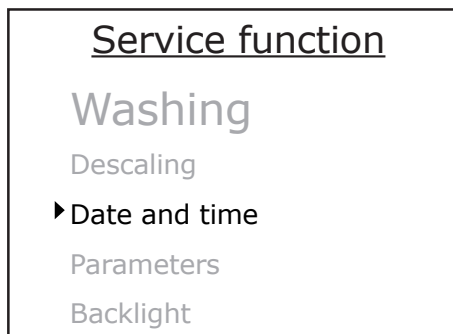 Service function
Washing
Descaling
Date and time
Parameters
Backlight